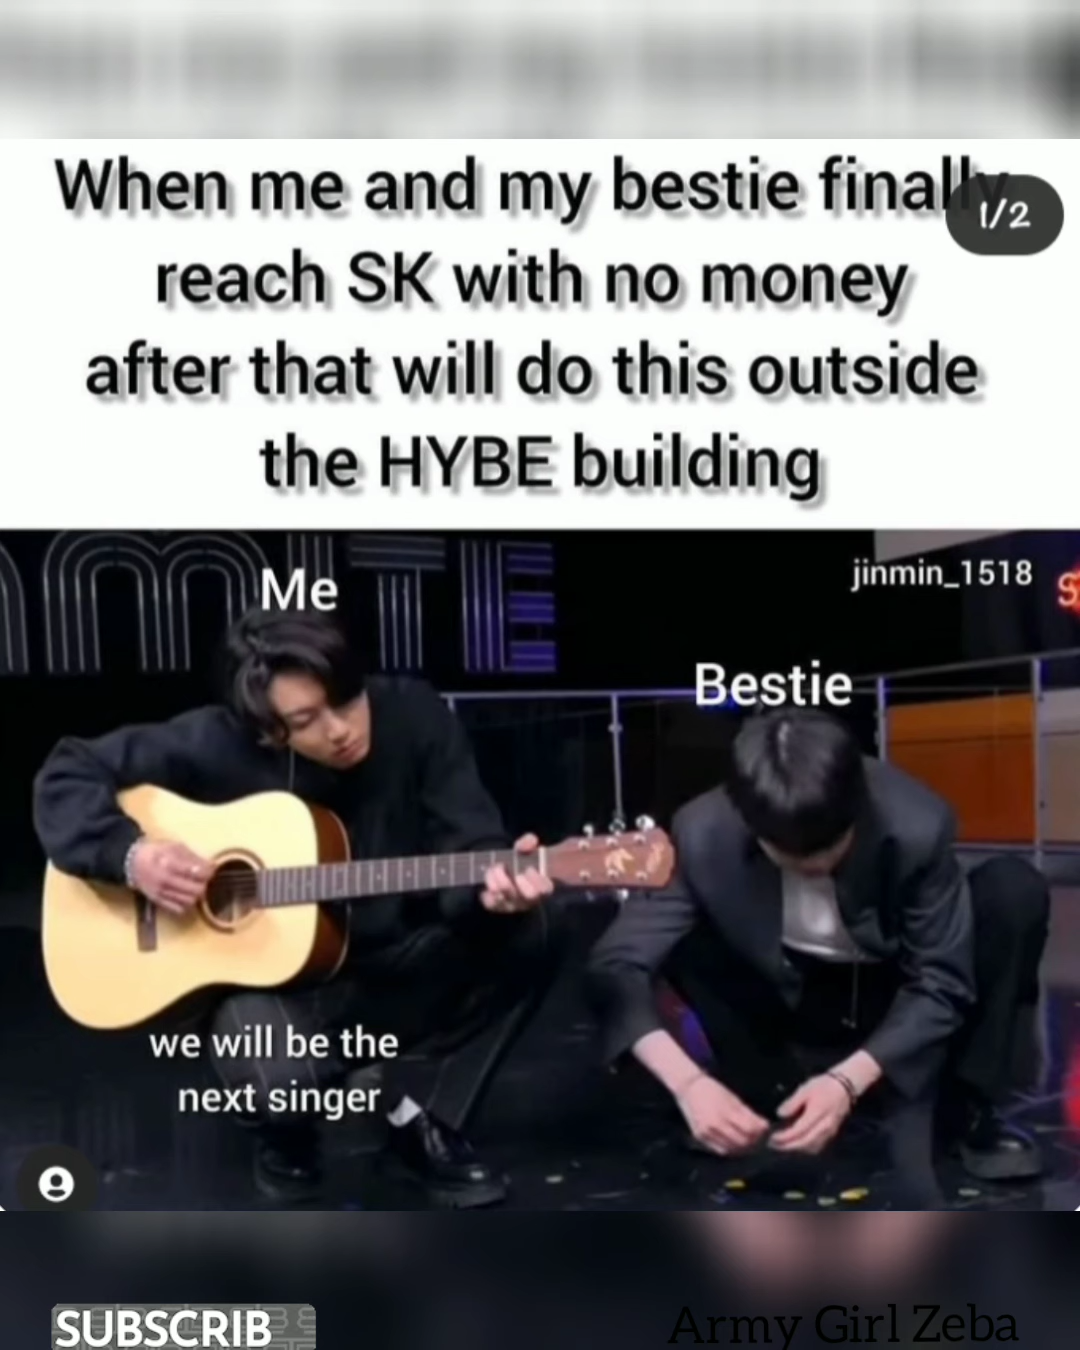 When me and my bestie finally
1/2
reach SK with no money
after that will do this outside
the HYBE building
Me
jinmin_1518
Bestie
we will be the
next singer
SUBSCRIB
Army Girl Zeba